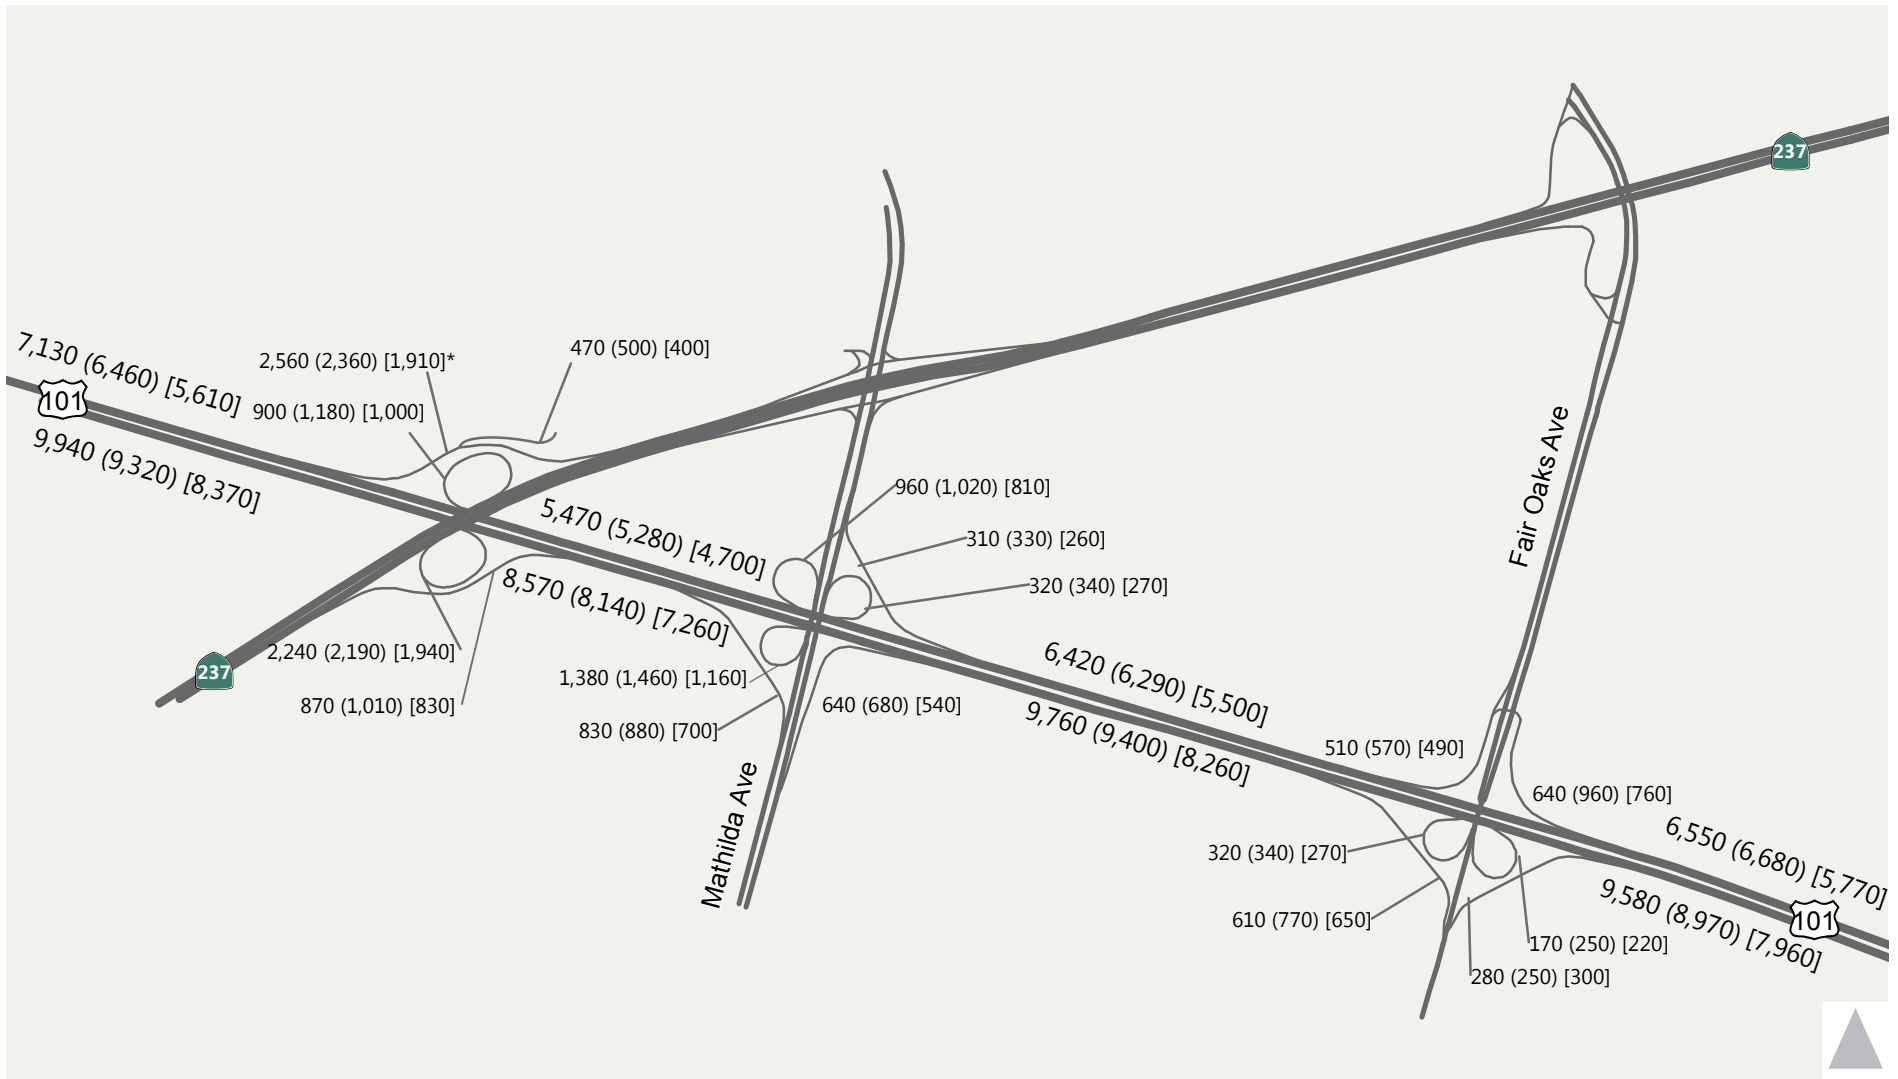 237
470 (500) [400]
7,130 (6,460) [5,610]
2,560 (2,360) [1,910]*
101
900 (1,180) [1,000]
9,940 (9,320) [8,370]
Fair Oaks Ave
960 (1,020) [810]
5,470 (5,280) [4,700]
310 (330) [260]
8,570 (8,140) [7,260]
320 (340) [270]
2,240 (2,190) [1,940]
237
1,380 (1,460) [1,160]
6,420 (6,290) [5,500]
870 (1,010) [830]
640 (680) [540]
830 (880) [700]
9,760 (9,400) [8,260]
510 (570) [490]
Mathilda Ave
640 (960) [760]
320 (340) [270]
6,550 (6,680) [5,770]
610 (770) [650]
9,580 (8,970) [7,960]
101
170 (250) [220]
280 (250) [300]